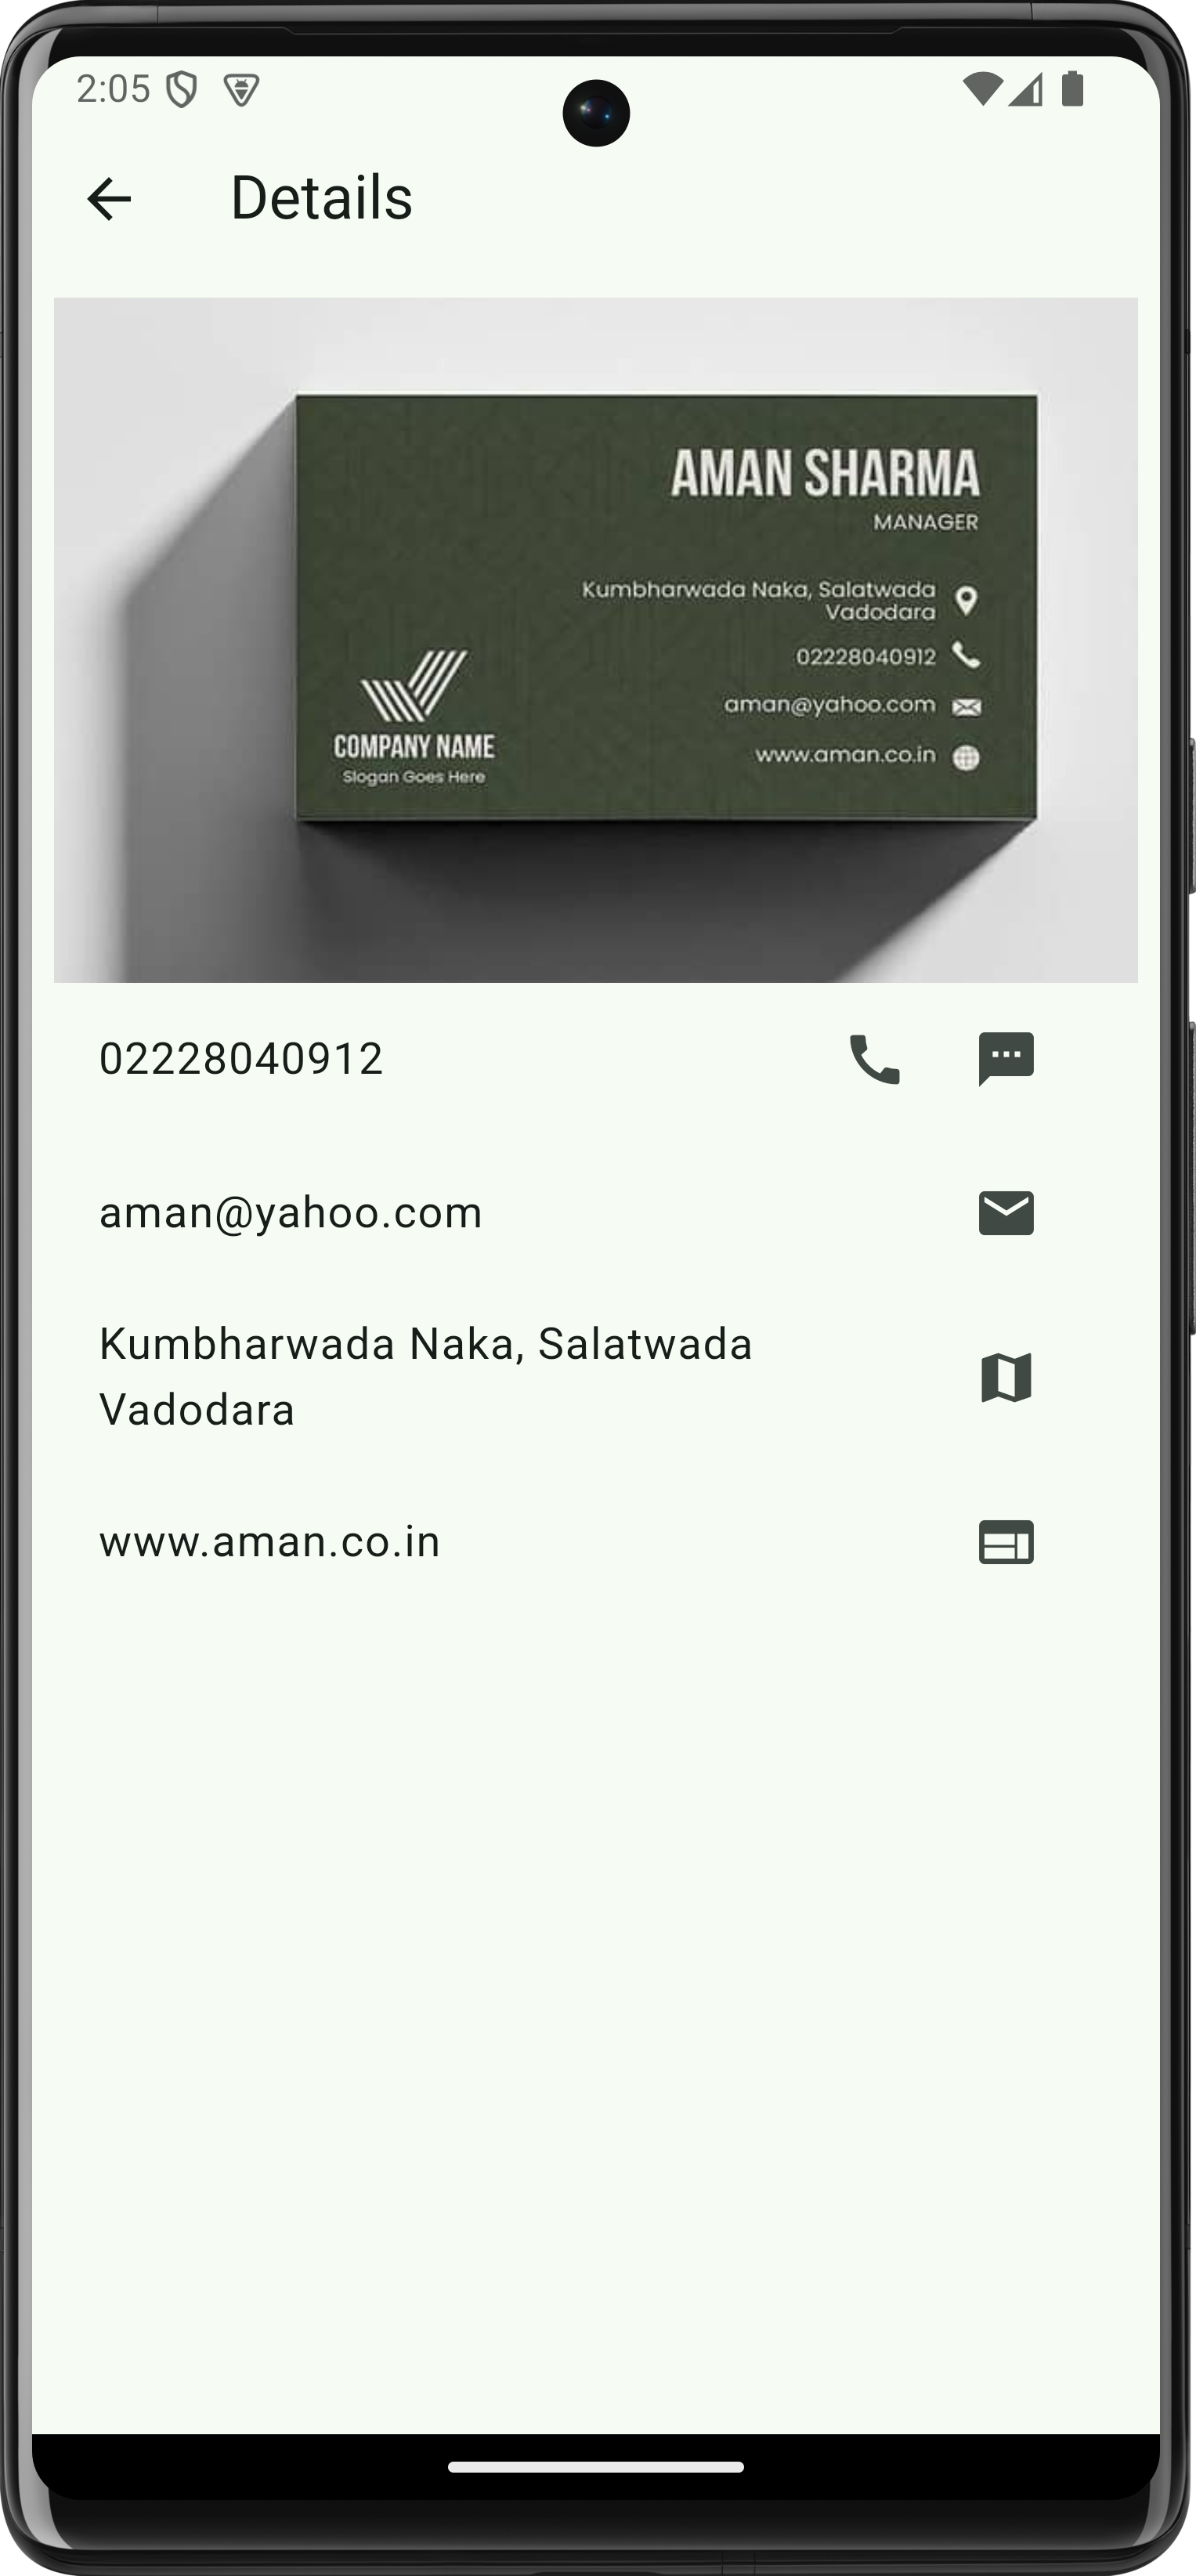 2:05
Details
AMAN SHARMA
MANAGER
Kumbharwada Naka, Salatwada
Vadodara
02228040912
aman@yahoo.com
www.aman.co.in
COMPANY NAME
Slogan Goes Here
02228040912
aman@yahoo.com
Kumbharwada Naka, Salatwada
Vadodara
www.aman.co.in